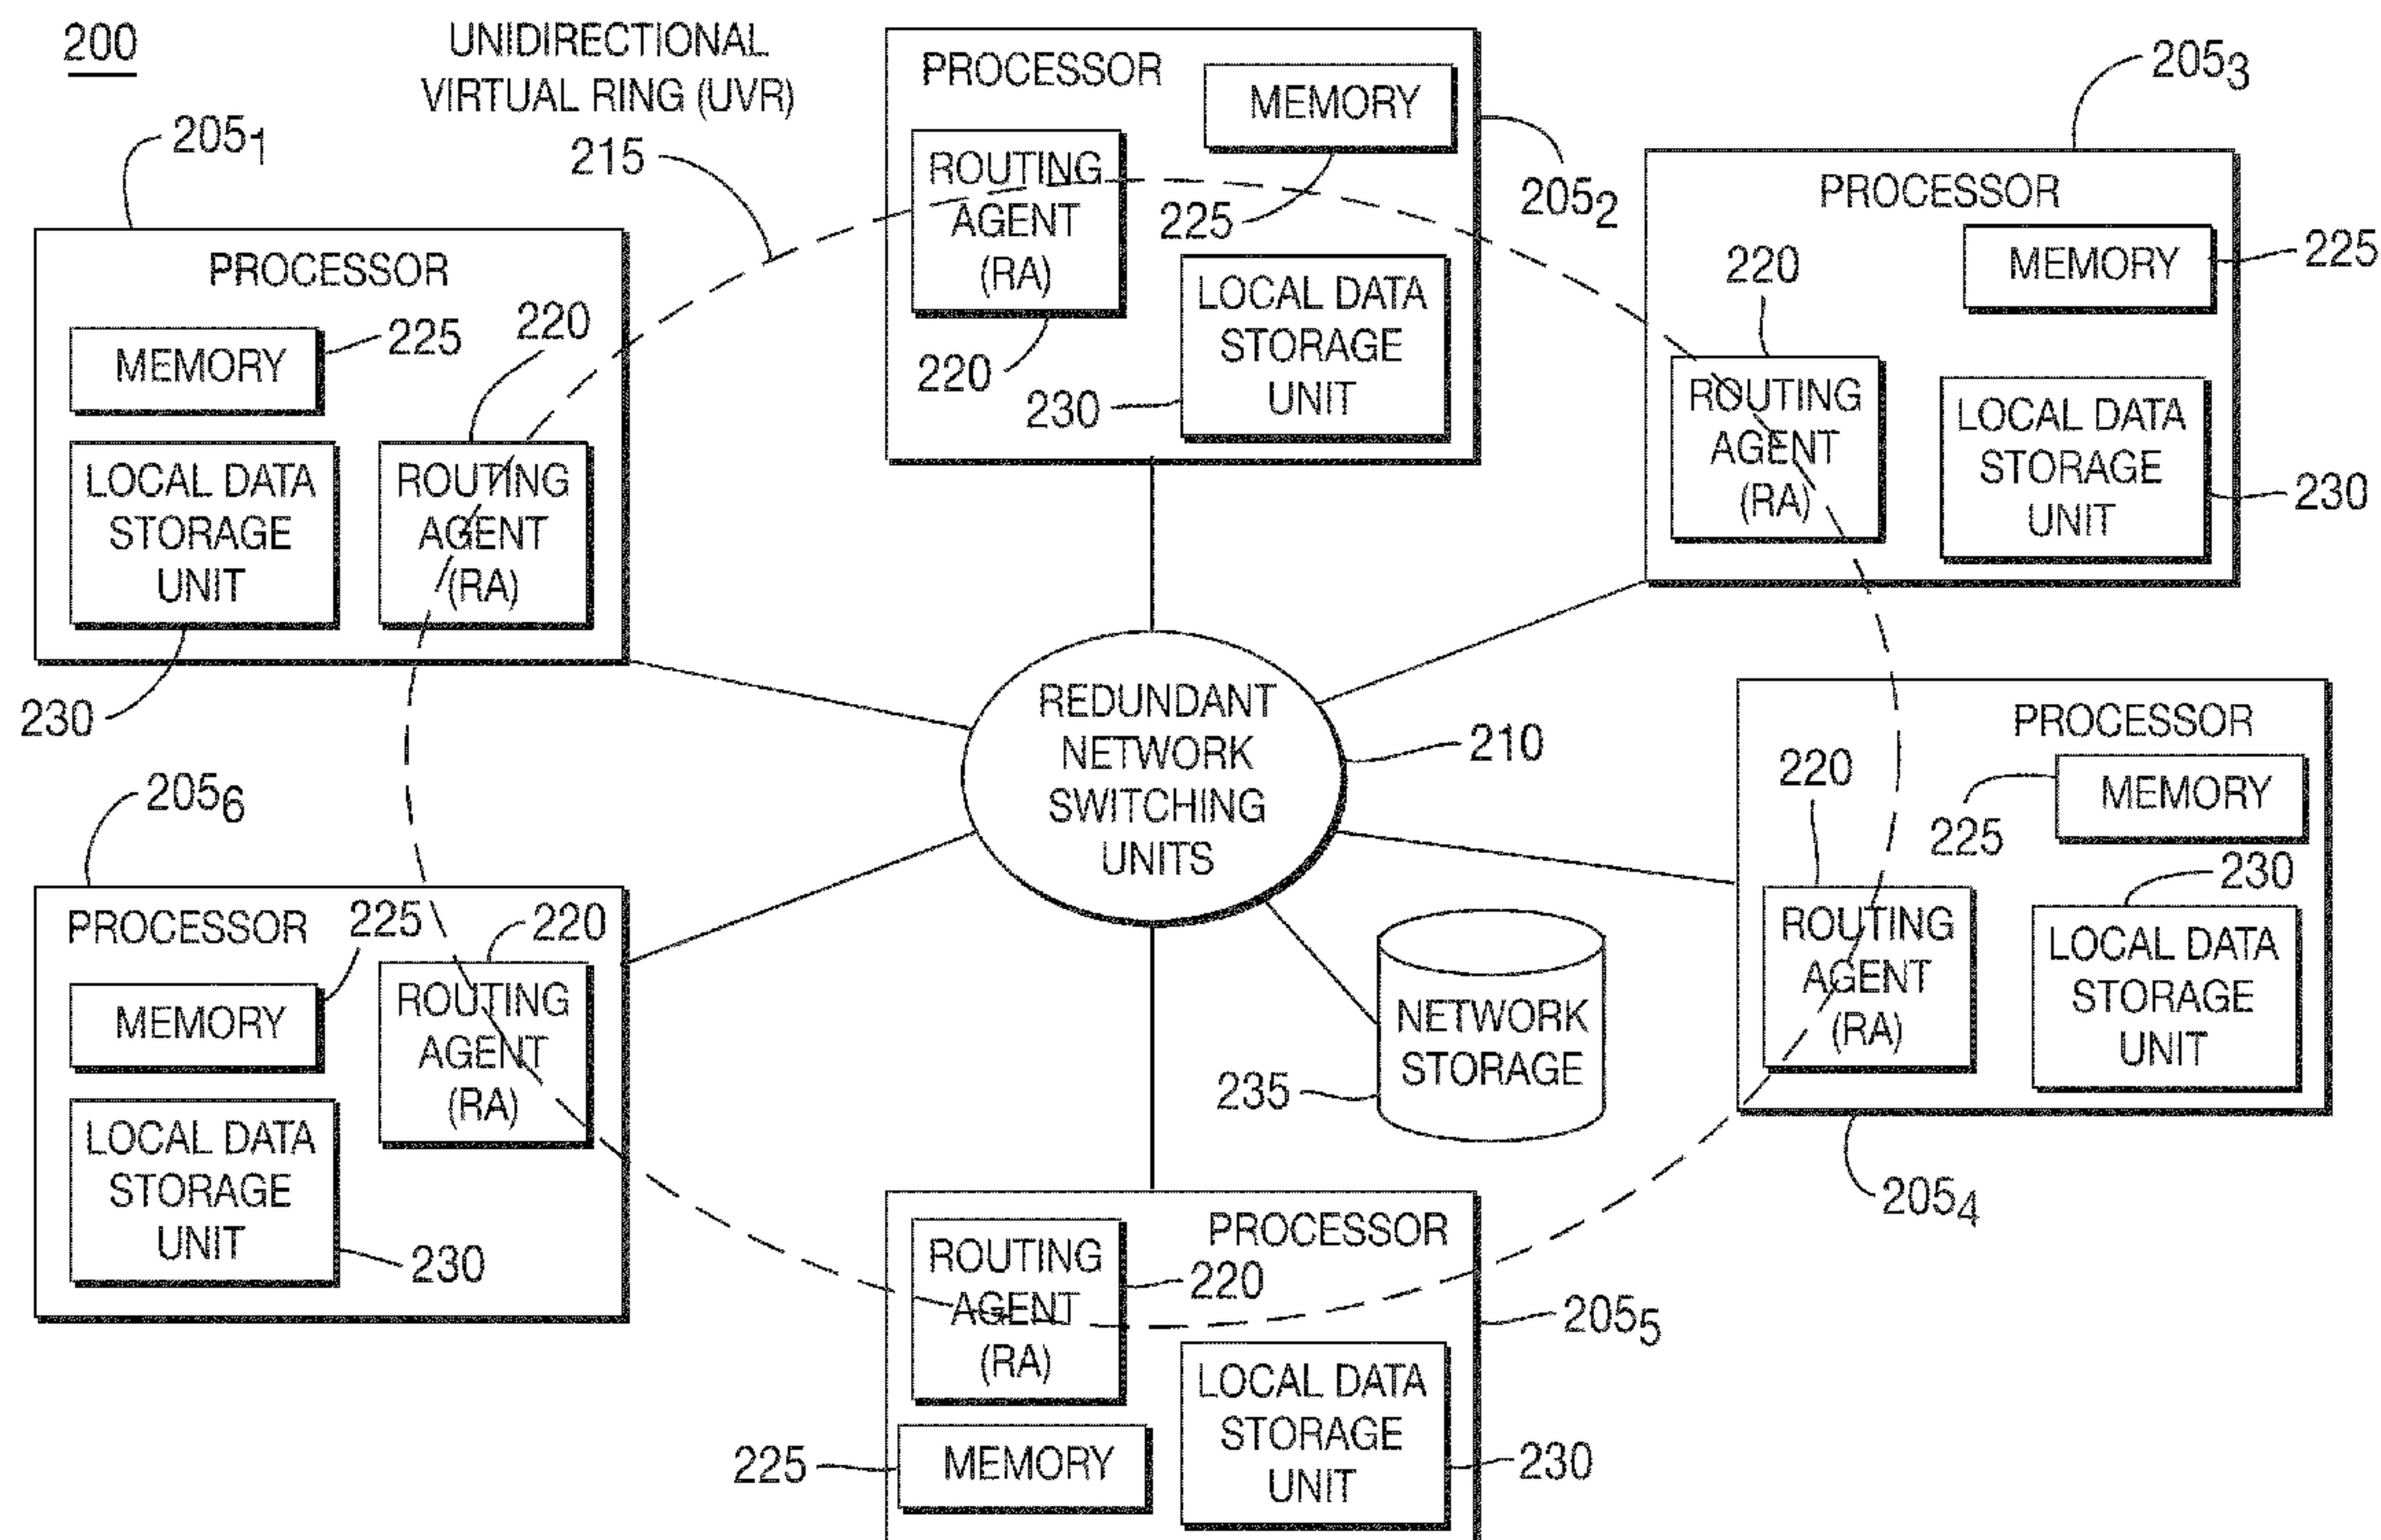 200
UNIDIRECTIONAL
VIRTUAL RING (UVR)
215
205₁
PROCESSOR
MEMORY
225
220
LOCAL DATA
STORAGE
UNIT
230
ROUTING
AGENT
(RA)
PROCESSOR
MEMORY
225
ROUTING
AGENT
(RA)
220
LOCAL DATA
STORAGE
UNIT
230
205₂
205₃
PROCESSOR
MEMORY
225
220
ROUTING
AGENT
(RA)
LOCAL DATA
STORAGE
UNIT
230
REDUNDANT
NETWORK
SWITCHING
UNITS
210
PROCESSOR
220
MEMORY
225
230
ROUTING
AGENT
(RA)
LOCAL DATA
STORAGE
UNIT
205₄
205₆
PROCESSOR
225
220
MEMORY
ROUTING
AGENT
(RA)
LOCAL DATA
STORAGE
UNIT
230
NETWORK
STORAGE
235
PROCESSOR
ROUTING
AGENT
(RA)
220
205₅
LOCAL DATA
STORAGE
UNIT
230
MEMORY
225